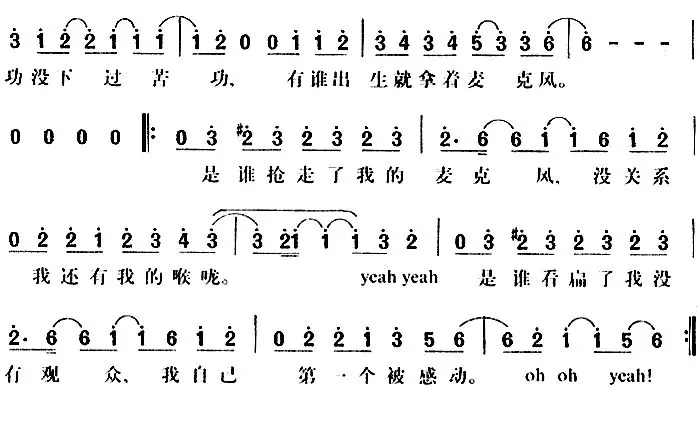 3 1 2 2 1 1 1 1 2 0 0 1 1 2 3 4 3 4 5 3 3 6 6 - - -
功没下 过 苦 功、 有谁出 生就拿着麦 克风。
0 0 0 0 0 3 #2 3 2 3 2 3 2· 6 6 1 1 6 1 2
是谁抢走了我的 麦克 风、没关系
0 2 2 1 2 3 4 3 3 21 1 1 3 2 0 3 #2 3 2 3 2 3
我还有我的喉咙。 yeah yeah 是谁看扁了我没
2· 6 6 1 1 6 1 2 0 2 2 1 3 5 6 6 2 1 1 5 6
有观 众、我自己 第一个被感动。 oh oh yeah!